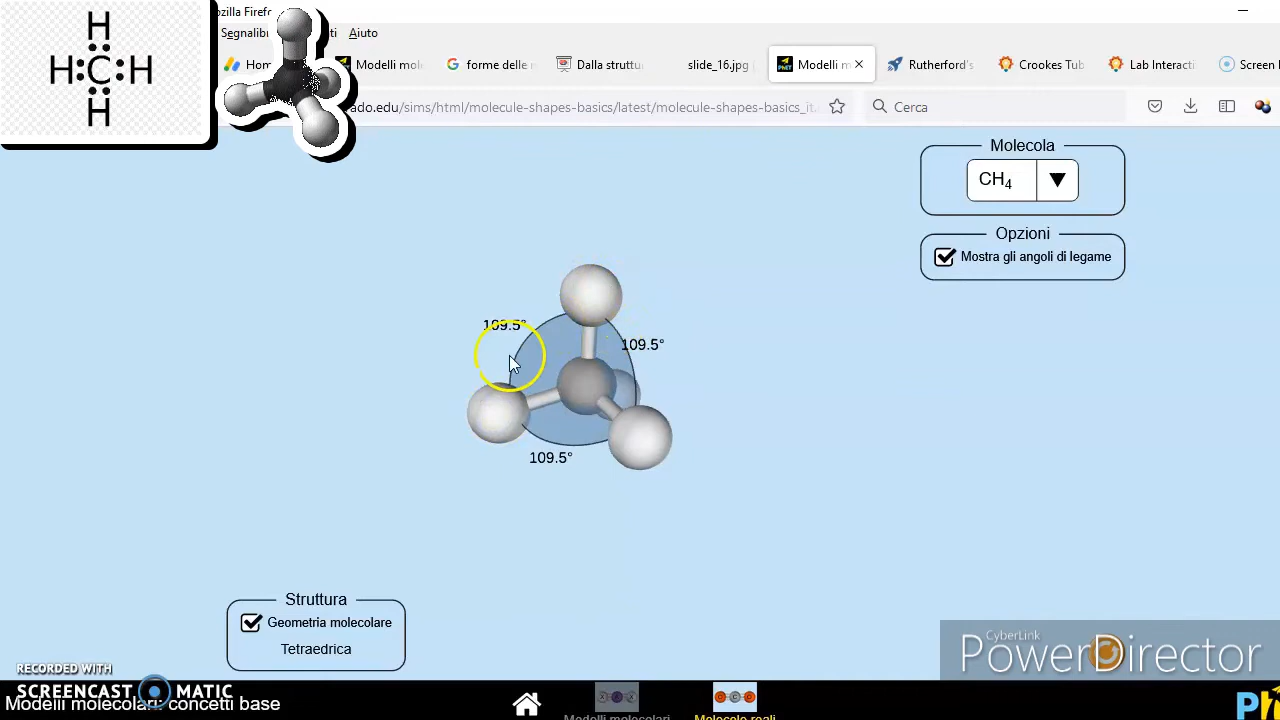 H
H:C:H
H
ozilla Firefo
Segnalibri
ti
Aiuto
Hom
Modelli mol
forme delle m
Dalla struttu
slide_16.jpg
Modelli m
Rutherford's
Crookes Tub
Lab Interacti
Screen
ado.edu/sims/html/molecule-shapes-basics/latest/molecule-shapes-basics_it.
Cerca
Molecola
CH4
Opzioni
Mostra gli angoli di legame
109.5°
109.5°
109.5°
Struttura
Geometria molecolare
Tetraedrica
CyberLink
PowerDirector
RECORDED WITH
SCREENCAST MATIC
Modelli molecolari: concetti base
Modelli molecolari
Molecole reali